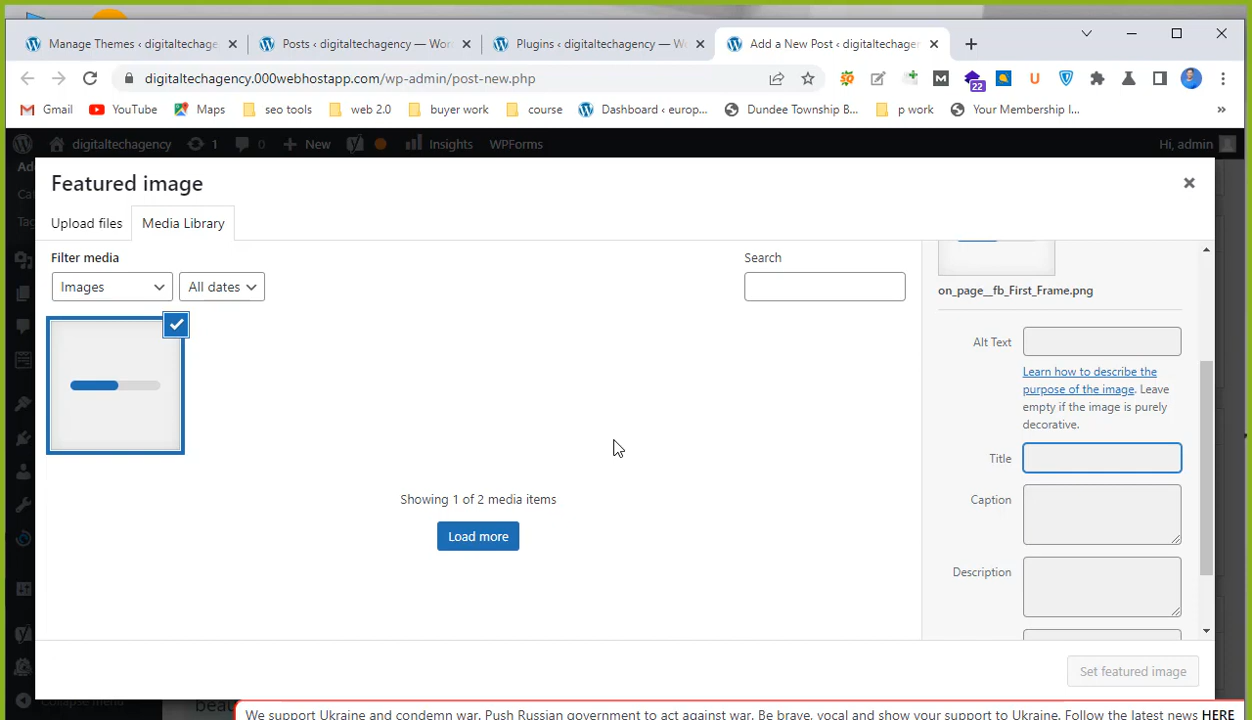 Manage Themes ‹ digitaltechage
Posts ‹ digitaltechagency — Wor
Plugins ‹ digitaltechagency — W
Add a New Post ‹ digitaltechagen
digitaltechagency.000webhostapp.com/wp-admin/post-new.php
22
Gmail
YouTube
Maps
seo tools
web 2.0
buyer work
course
Dashboard ‹ europ...
Dundee Township B...
p work
Your Membership I...
»
digitaltechagency
1
0
New
Insights
WPForms
Hi, admin
Featured image
Upload files
Media Library
Filter media
Images
All dates
Search
on_page__fb_First_Frame.png
Alt Text
Learn how to describe the
purpose of the image. Leave
empty if the image is purely
decorative.
Title
Caption
Description
Showing 1 of 2 media items
Load more
Set featured image
Collapse menu
We support Ukraine and condemn war. Push Russian government to act against war. Be brave, vocal and show your support to Ukraine. Follow the latest news HERE